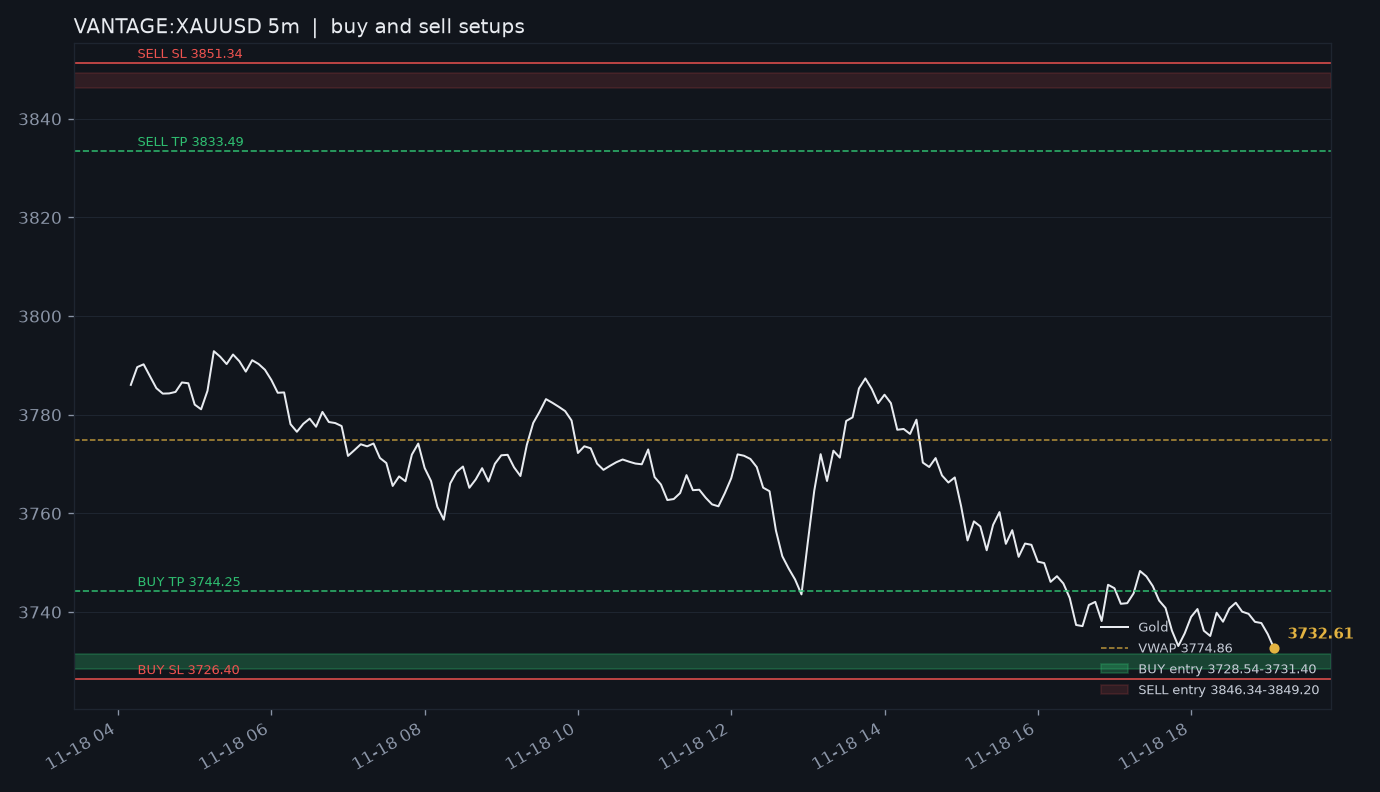 VANTAGE:XAUUSD 5m | buy and sell setups
SELL SL 3851.34
3840
SELL TP 3833.49
3820
3800
3780
3760
BUY TP 3744.25
3740
Gold
3732.61
VWAP 3774.86
BUY SL 3726.40
BUY entry 3728.54-3731.40
SELL entry 3846.34-3849.20
11-18 04
11-18 06
11-18 08
11-18 10
11-18 12
11-18 14
11-18 16
11-18 18